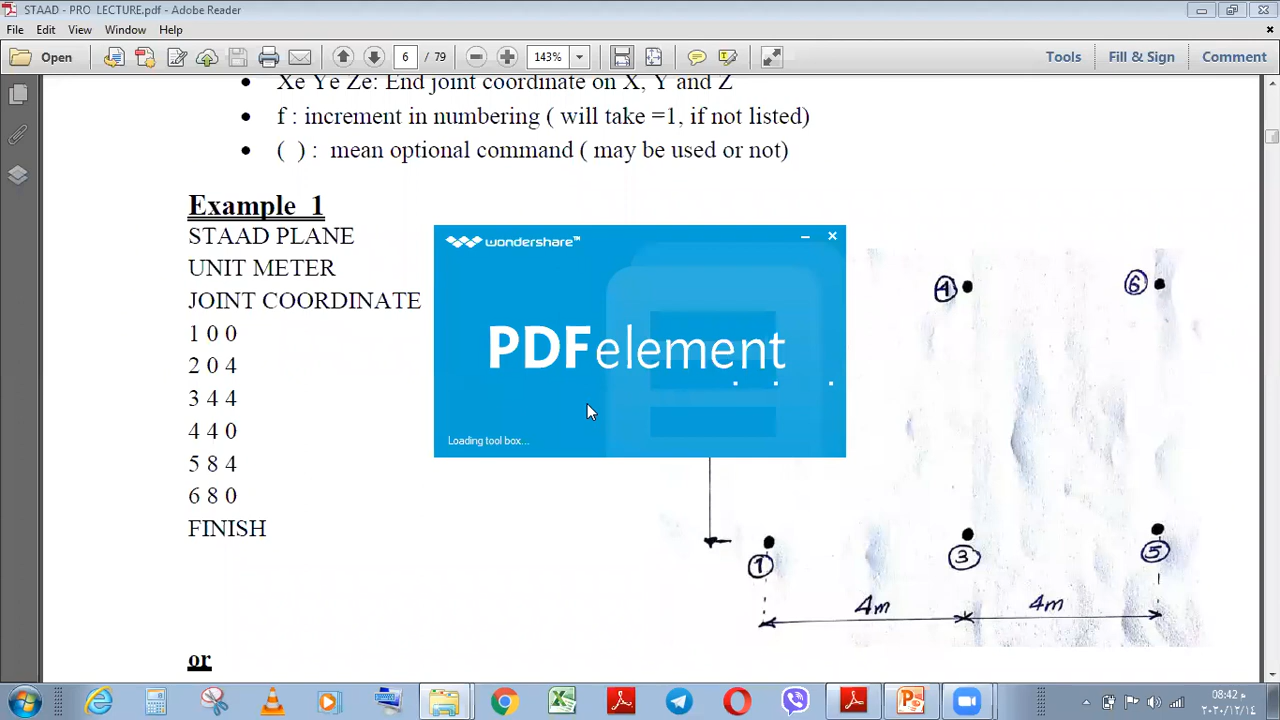 STAAD - PRO LECTURE.pdf - Adobe Reader
File Edit View Window Help
Open 6 / 79 143% Tools Fill & Sign Comment
Xe Ye Ze: End joint coordinate on X, Y and Z
f : increment in numbering ( will take =1, if not listed)
( ) : mean optional command ( may be used or not)
Example 1
STAAD PLANE
UNIT METER
JOINT COORDINATE
1 0 0
2 0 4
3 4 4
4 4 0
5 8 4
6 8 0
FINISH
or
wondershare™
PDFelement
Loading tool box...
4 6
1 3 5
4m 4m
08:42 م
٢٠٢٠/١٢/١٤